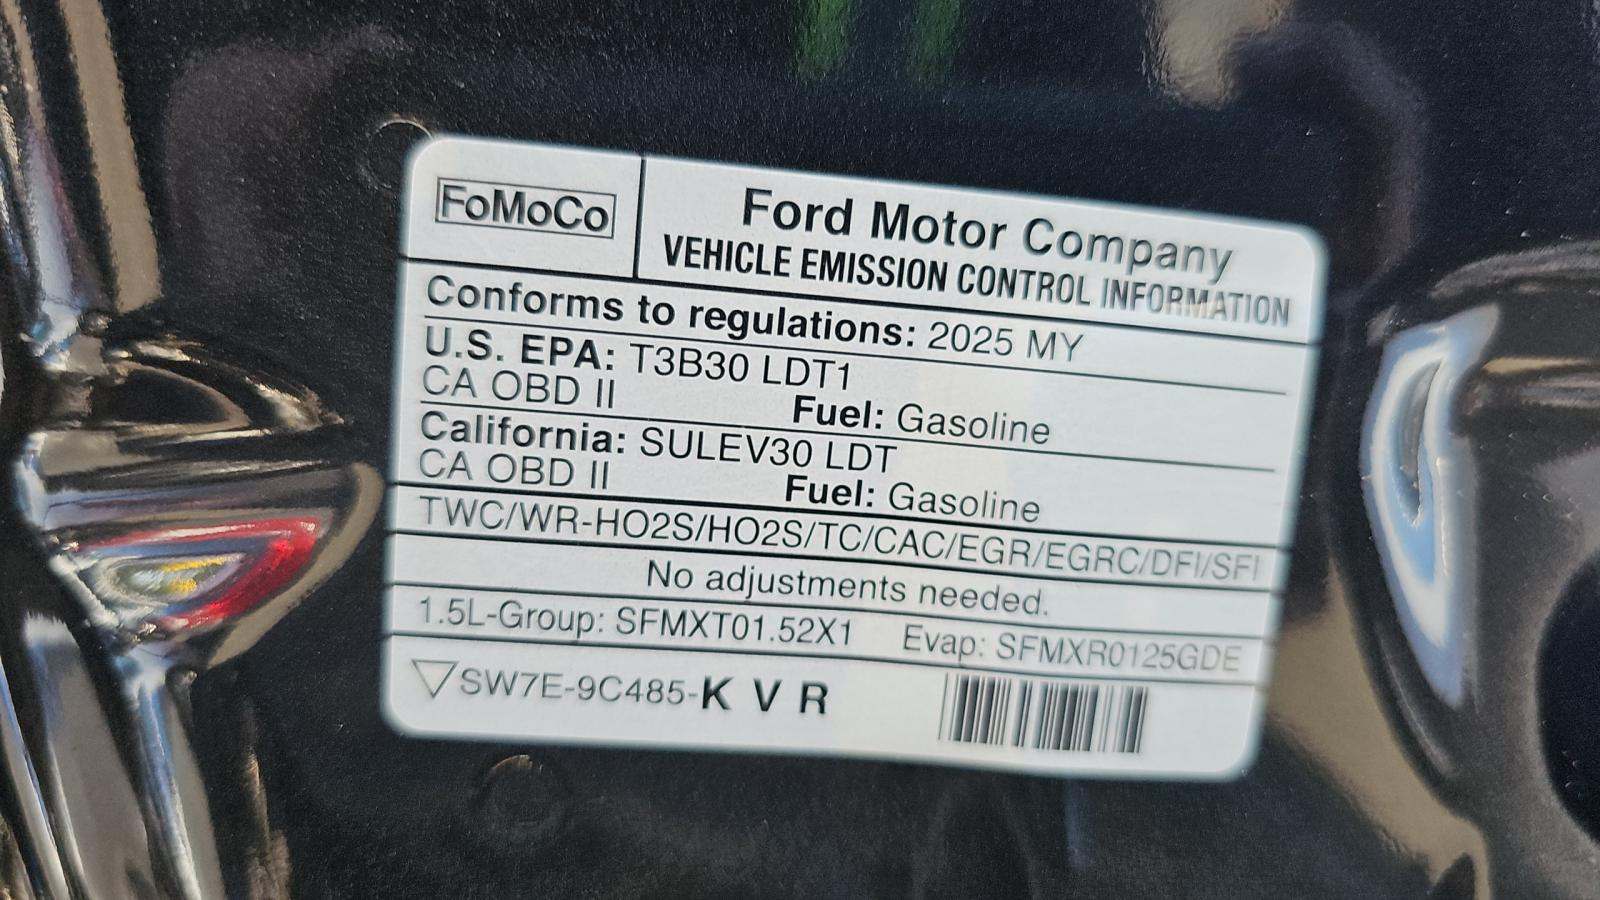 FoMoCo
Ford Motor Company
VEHICLE EMISSION CONTROL INFORMATION
Conforms to regulations: 2025 MY
U.S. EPA: T3B30 LDT1
CA OBD II Fuel: Gasoline
California: SULEV30 LDT
CA OBD II Fuel: Gasoline
TWC/WR-HO2S/HO2S/TC/CAC/EGR/EGRC/DFI/SFI
No adjustments needed.
1.5L-Group: SFMXT01.52X1 Evap: SFMXR0125GDE
SW7E-9C485-K V R